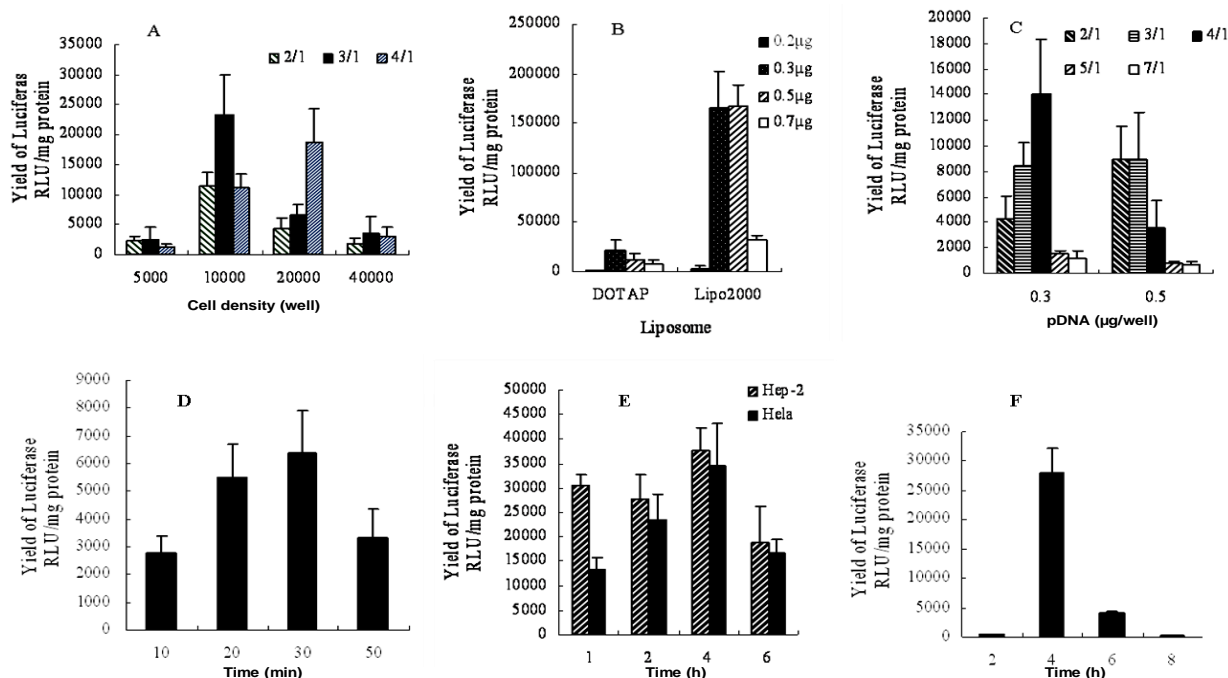 A
2/1 3/1 4/1
Yield of Luciferas
RLU/mg protein
35000
30000
25000
20000
15000
10000
5000
0
5000 10000 20000 40000
Cell density (well)
B
0.2µg
0.3µg
0.5µg
0.7µg
Yield of Luciferase
RLU/mg protein
250000
200000
150000
100000
50000
0
DOTAP Lipo2000
Liposome
C
2/1 3/1 4/1
5/1 7/1
Yield of Luciferase
RLU/mg protein
20000
18000
16000
14000
12000
10000
8000
6000
4000
2000
0
0.3 0.5
pDNA (µg/well)
D
Yield of Luciferase
RLU/mg protein
9000
8000
7000
6000
5000
4000
3000
2000
1000
0
10 20 30 50
Time (min)
E
Hep-2
Hela
Yield of Luciferase
RLU/mg protein
50000
45000
40000
35000
30000
25000
20000
15000
10000
5000
0
1 2 4 6
Time (h)
F
Yield of Luciferase
RLU/mg protein
35000
30000
25000
20000
15000
10000
5000
0
2 4 6 8
Time (h)